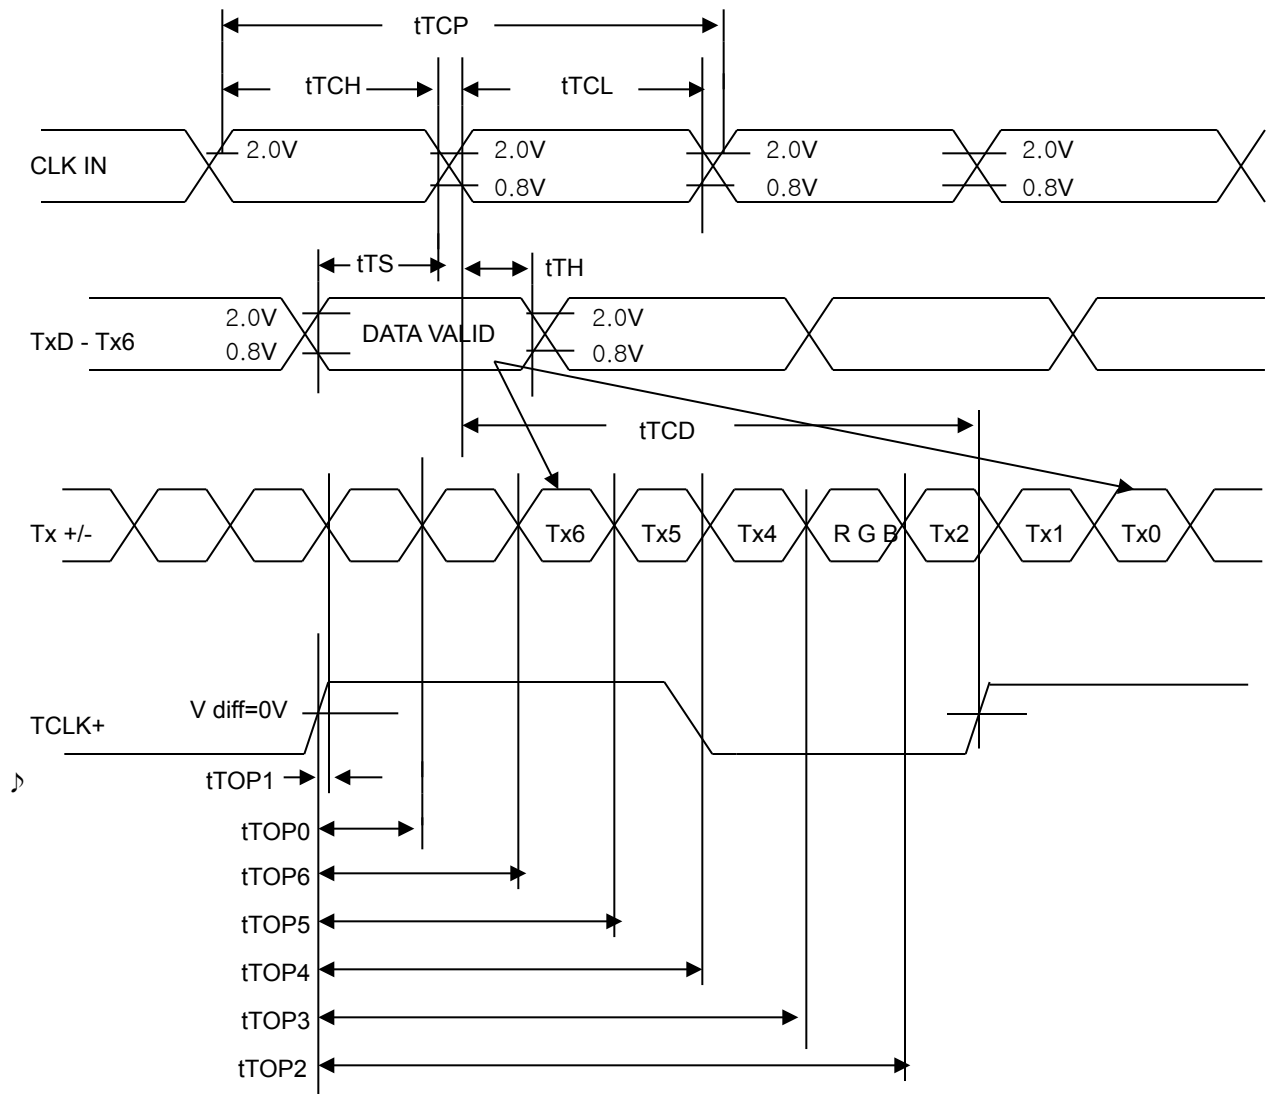 tTCP
tTCH
tTCL
CLK IN
2.0V
2.0V
2.0V
2.0V
0.8V
0.8V
0.8V
tTS
tTH
TxD - Tx6
2.0V
DATA VALID
2.0V
0.8V
0.8V
tTCD
Tx +/-
Tx6
Tx5
Tx4
R G B
Tx2
Tx1
Tx0
V diff=0V
TCLK+
♪
tTOP1
tTOP0
tTOP6
tTOP5
tTOP4
tTOP3
tTOP2